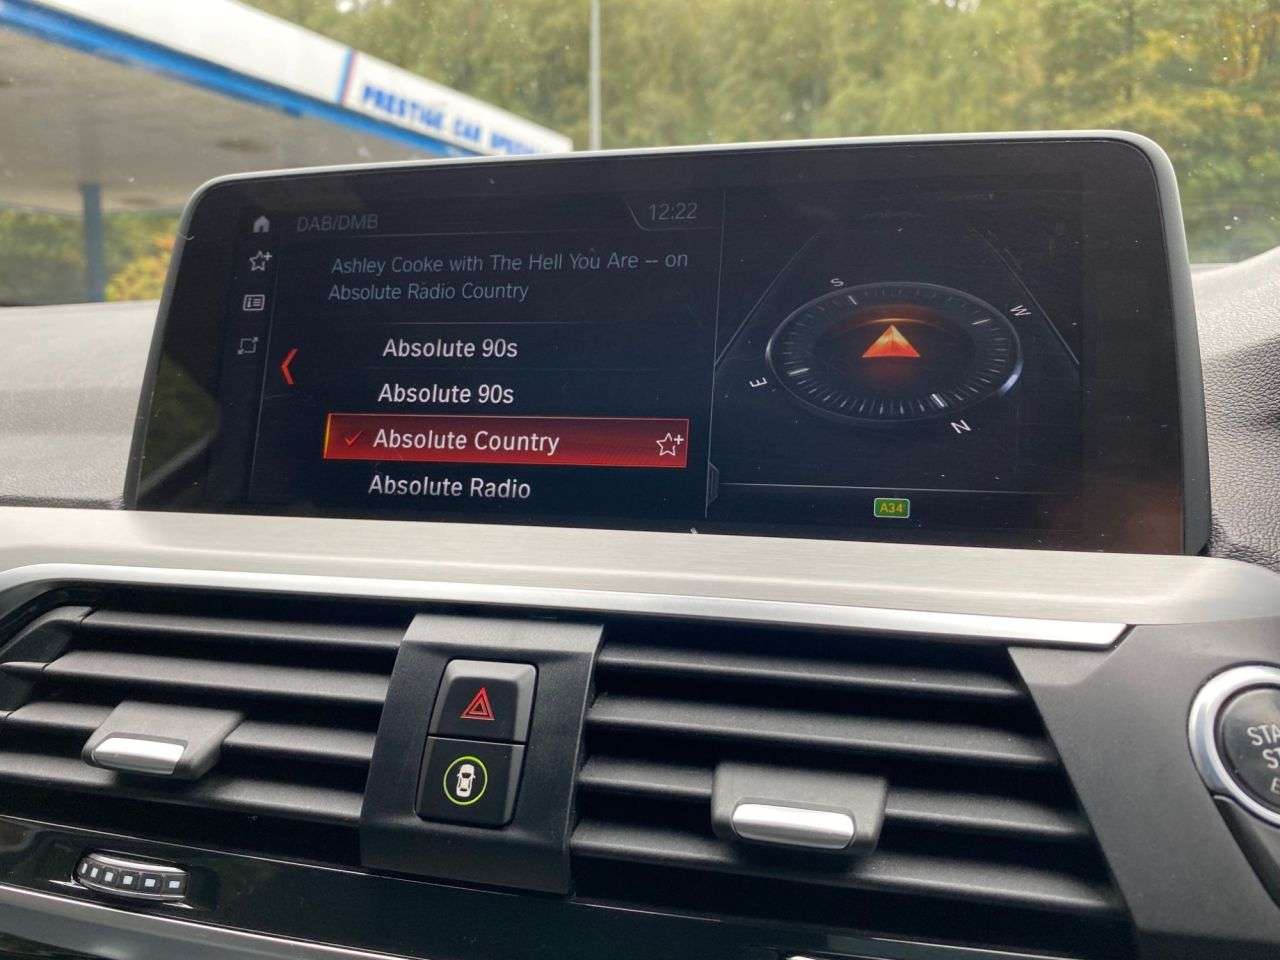 PRESTIGE CAR
DAB/DMB
12:22
Ashley Cooke with The Hell You Are -- on
Absolute Radio Country
Absolute 90s
Absolute 90s
Absolute Country
Absolute Radio
S
W
E
N
A34